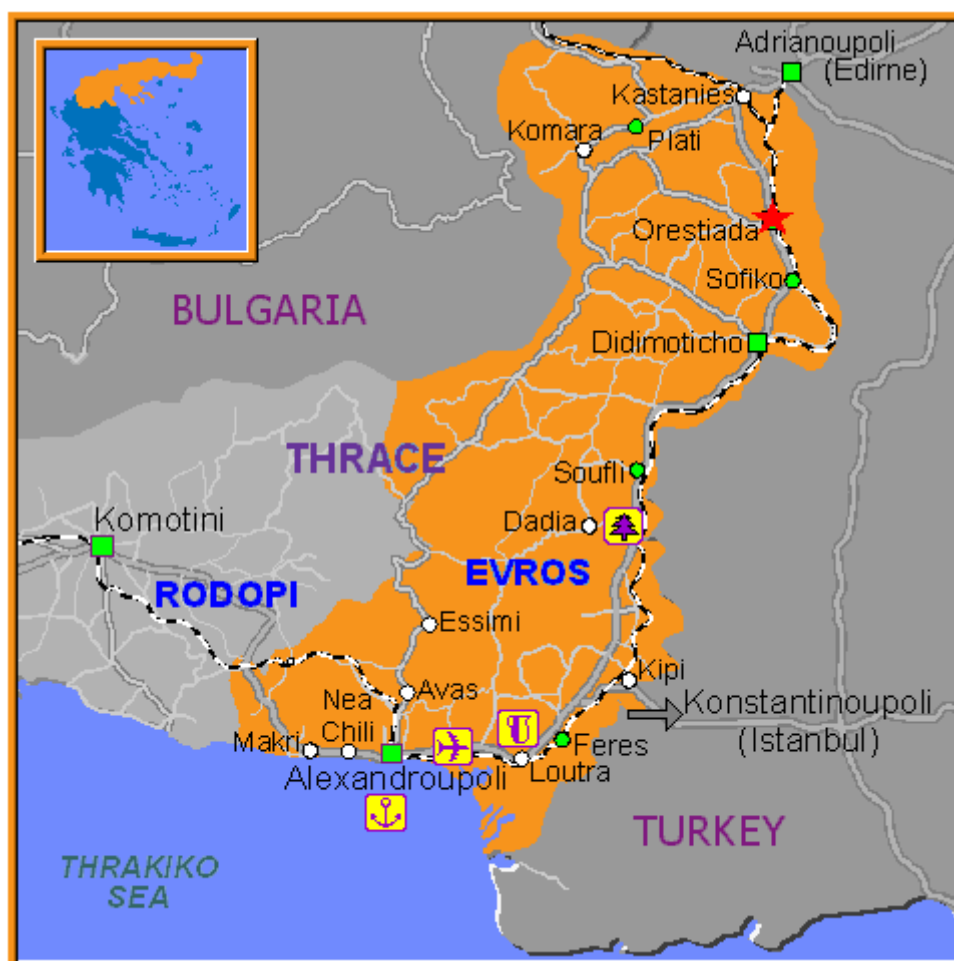 Adrianoupoli
(Edirne)
Kastanies
Komara
Plati
Orestiada
Sofiko
BULGARIA
Didimoticho
THRACE
Soufli
Komotini
Dadia
EVROS
RODOPI
Essimi
Kipi
Nea
Chili
Avas
Konstantinoupoli
(Istanbul)
Makri
Feres
Loutra
Alexandroupoli
TURKEY
THRAKIKO
SEA